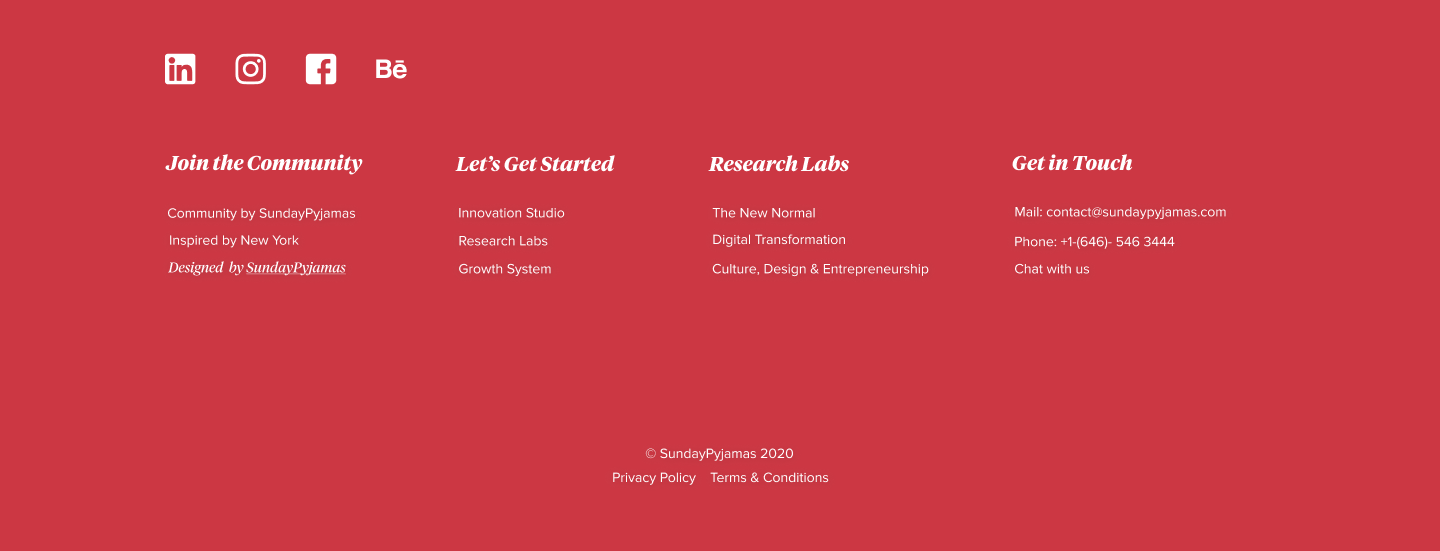 in
f
Bē
Join the Community
Community by SundayPyjamas
Inspired by New York
Designed by SundayPyjamas
Let’s Get Started
Innovation Studio
Research Labs
Growth System
Research Labs
The New Normal
Digital Transformation
Culture, Design & Entrepreneurship
Get in Touch
Mail: contact@sundaypyjamas.com
Phone: +1-(646)- 546 3444
Chat with us
© SundayPyjamas 2020
Privacy Policy Terms & Conditions